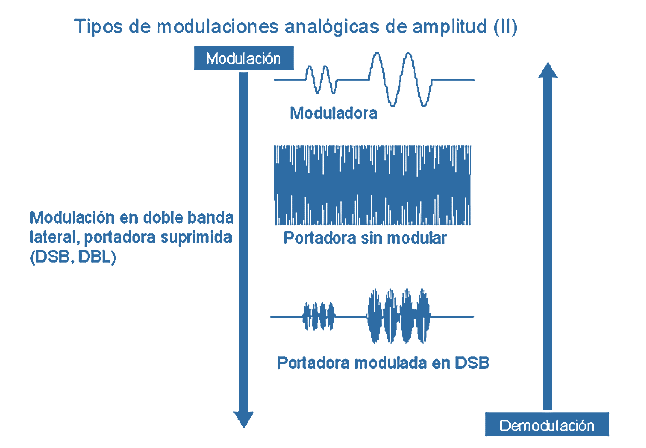 Tipos de modulaciones analógicas de amplitud (II)
Modulación
Moduladora
Portadora sin modular
Modulación en doble banda
lateral, portadora suprimida
(DSB, DBL)
Portadora modulada en DSB
Demodulación